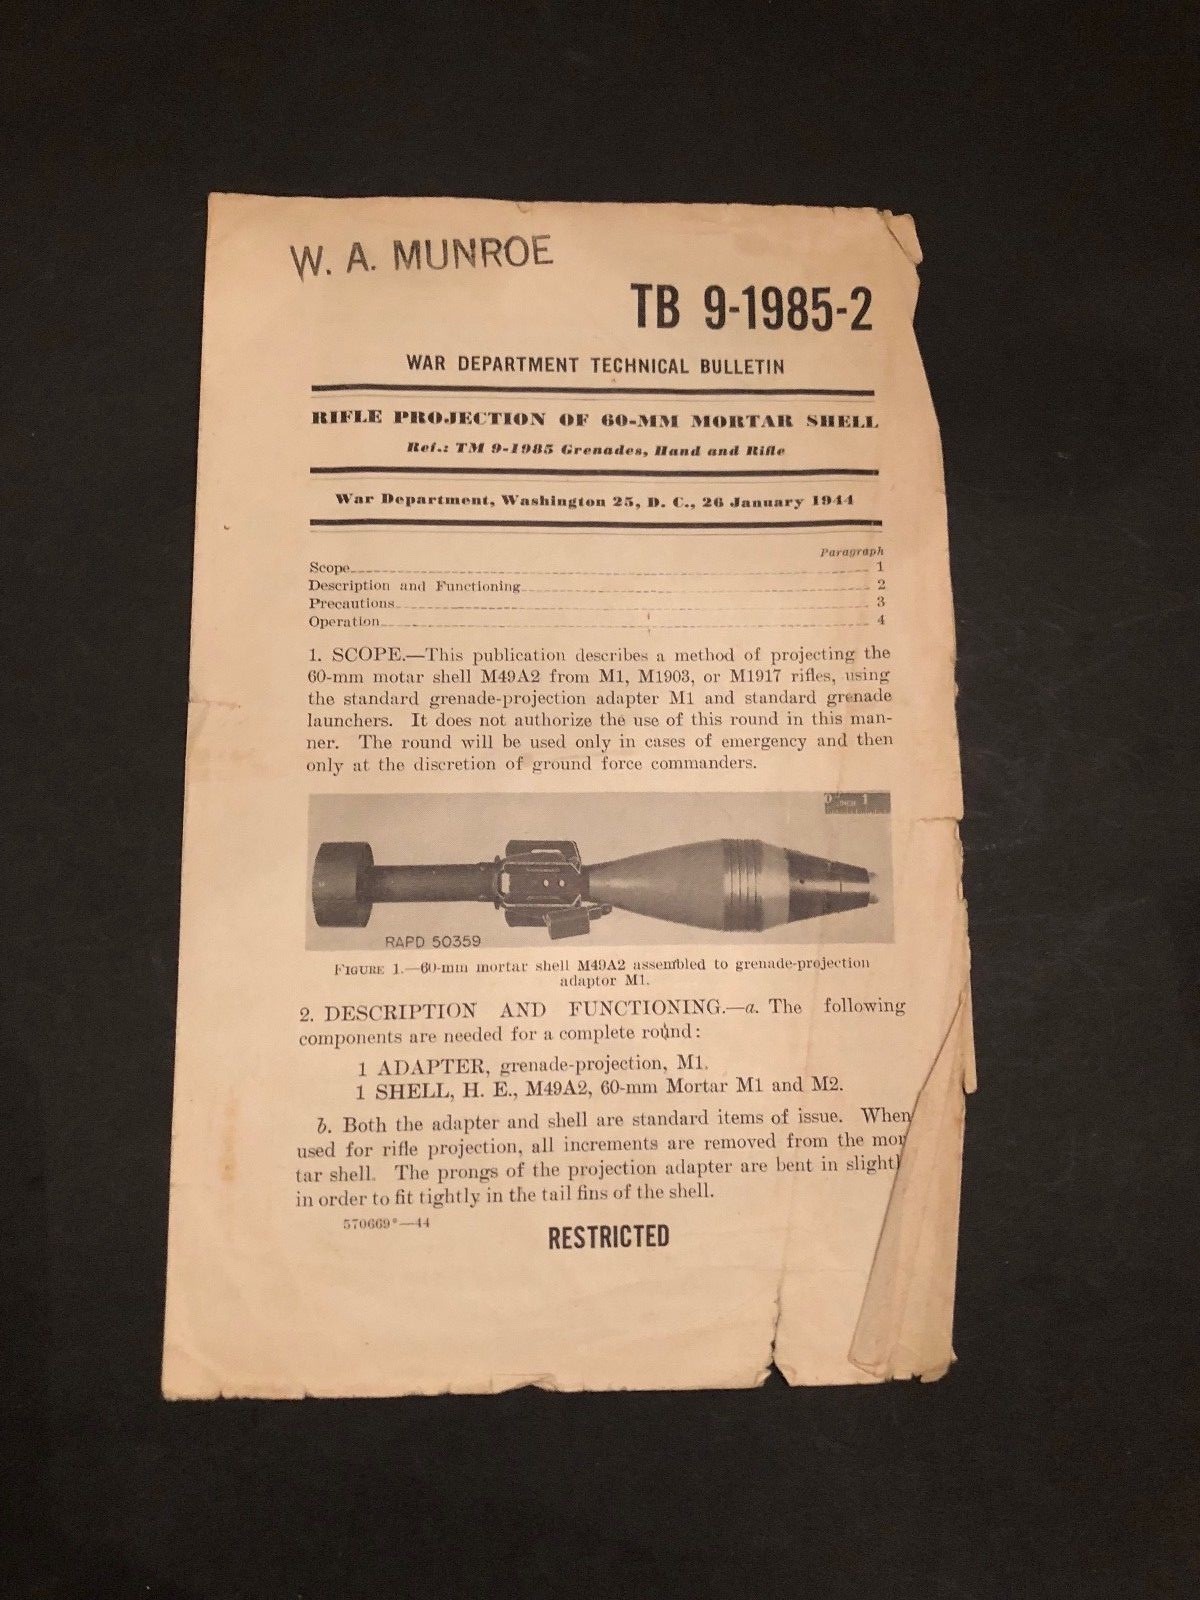 W. A. MUNROE
TB 9-1985-2
WAR DEPARTMENT TECHNICAL BULLETIN
RIFLE PROJECTION OF 60-MM MORTAR SHELL
Ref.: TM 9-1985 Grenades, Hand and Rifle
War Department, Washington 25, D. C., 26 January 1944
Paragraph
Scope 1
Description and Functioning 2
Precautions 3
Operation 4
1. SCOPE.—This publication describes a method of projecting the
60-mm motar shell M49A2 from M1, M1903, or M1917 rifles, using
the standard grenade-projection adapter M1 and standard grenade
launchers. It does not authorize the use of this round in this man-
ner. The round will be used only in cases of emergency and then
only at the discretion of ground force commanders.
0 INCH 1
RAPD 50359
FIGURE 1.—60-mm mortar shell M49A2 assembled to grenade-projection
adaptor M1.
2. DESCRIPTION AND FUNCTIONING.—a. The following
components are needed for a complete round:
1 ADAPTER, grenade-projection, M1.
1 SHELL, H. E., M49A2, 60-mm Mortar M1 and M2.
b. Both the adapter and shell are standard items of issue. When
used for rifle projection, all increments are removed from the mor
tar shell. The prongs of the projection adapter are bent in slightl
in order to fit tightly in the tail fins of the shell.
570669°—44
RESTRICTED